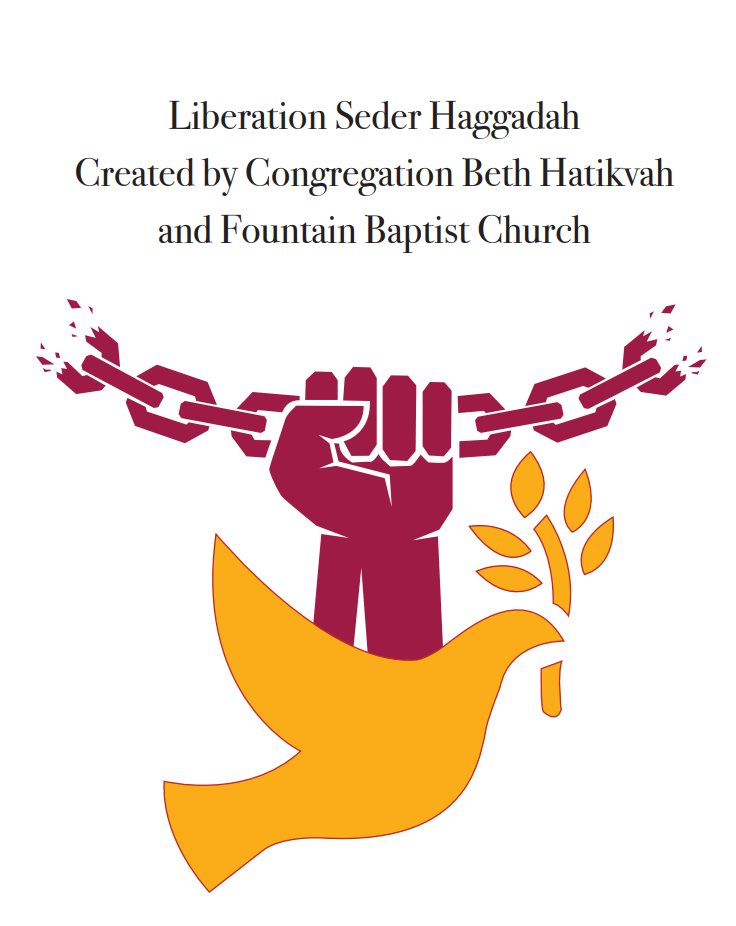 Liberation Seder Haggadah
Created by Congregation Beth Hatikvah
and Fountain Baptist Church